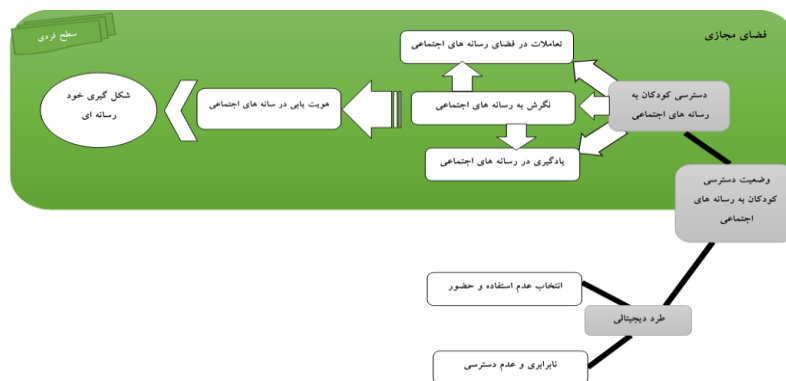 فضای مجازی
سطح فردی
دسترسی کودکان به
رسانه های اجتماعی
تعاملات در فضای رسانه های اجتماعی
نگرش به رسانه های اجتماعی
یادگیری در رسانه های اجتماعی
هویت یابی در سانه های اجتماعی
شکل گیری خود
رسانه ای
وضعیت دسترسی
کودکان به رسانه های
اجتماعی
انتخاب عدم استفاده و حضور
طرد دیجیتالی
نابرابری و عدم دسترسی